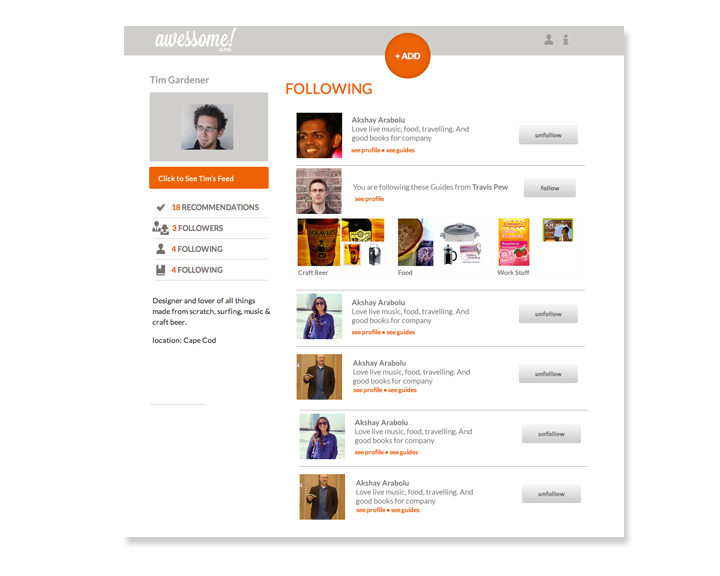 awessome!
ALPHA
+ ADD
Tim Gardener
Click to See Tim's Feed
18 RECOMMENDATIONS
3 FOLLOWERS
4 FOLLOWING
4 FOLLOWING
Designer and lover of all things
made from scratch, surfing, music &
craft beer.
location: Cape Cod
FOLLOWING
Akshay Arabolu
Love live music, food, travelling. And
good books for company
see profile • see guides
unfollow
You are following these Guides from Travis Pew
see profile
follow
Craft Beer
Food
Work Stuff
Akshay Arabolu
Love live music, food, travelling. And
good books for company
see profile • see guides
unfollow
Akshay Arabolu
Love live music, food, travelling. And
good books for company
see profile • see guides
unfollow
Akshay Arabolu
Love live music, food, travelling. And
good books for company
see profile • see guides
unfollow
Akshay Arabolu
Love live music, food, travelling. And
good books for company
see profile • see guides
unfollow